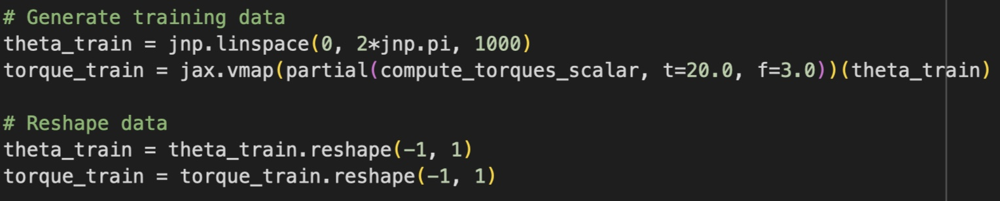 # Generate training data
theta_train = jnp.linspace(0, 2*jnp.pi, 1000)
torque_train = jax.vmap(partial(compute_torques_scalar, t=20.0, f=3.0))(theta_train)
# Reshape data
theta_train = theta_train.reshape(-1, 1)
torque_train = torque_train.reshape(-1, 1)